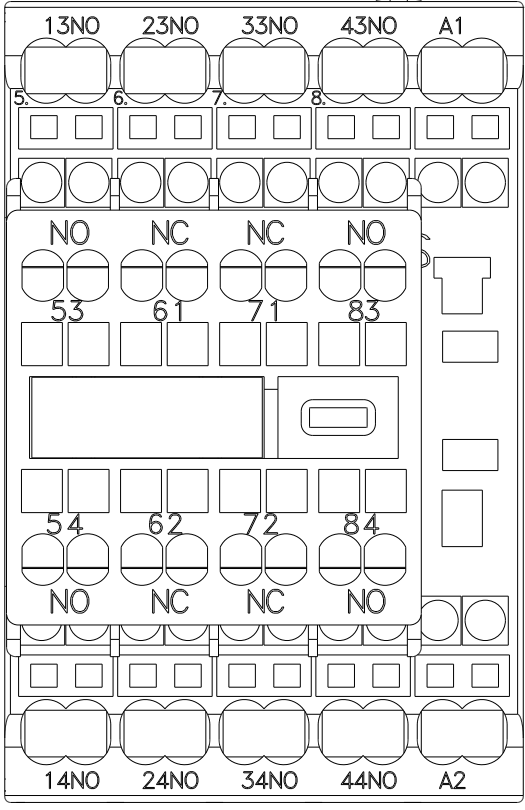 13NO 23NO 33NO 43NO A1
5. 6. 7. 8.
NO NC NC NO
53 61 71 83
54 62 72 84
NO NC NC NO
14NO 24NO 34NO 44NO A2